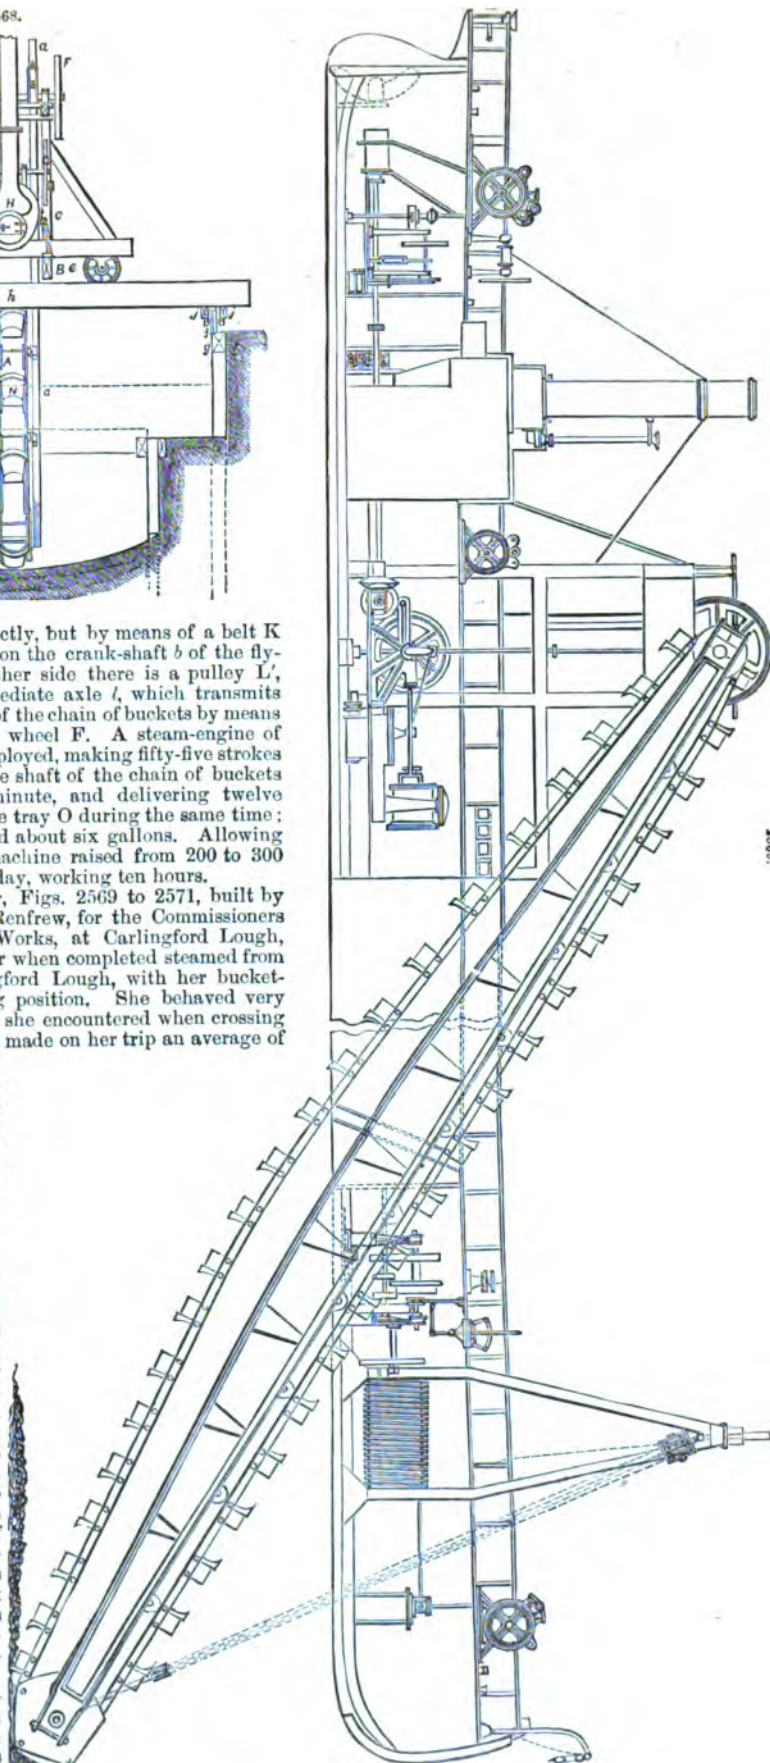 68.
a
F
H
c
B e
h
A
N
a
g
ctly, but by means of a belt K
on the crank-shaft b of the fly-
ther side there is a pulley L′,
mediate axle l, which transmits
of the chain of buckets by means
wheel F. A steam-engine of
ployed, making fifty-five strokes
e shaft of the chain of buckets
minute, and delivering twelve
e tray O during the same time;
d about six gallons. Allowing
machine raised from 200 to 300
day, working ten hours.
, Figs. 2569 to 2571, built by
Renfrew, for the Commissioners
Works, at Carlingford Lough,
r when completed steamed from
gford Lough, with her bucket-
g position. She behaved very
she encountered when crossing
made on her trip an average of